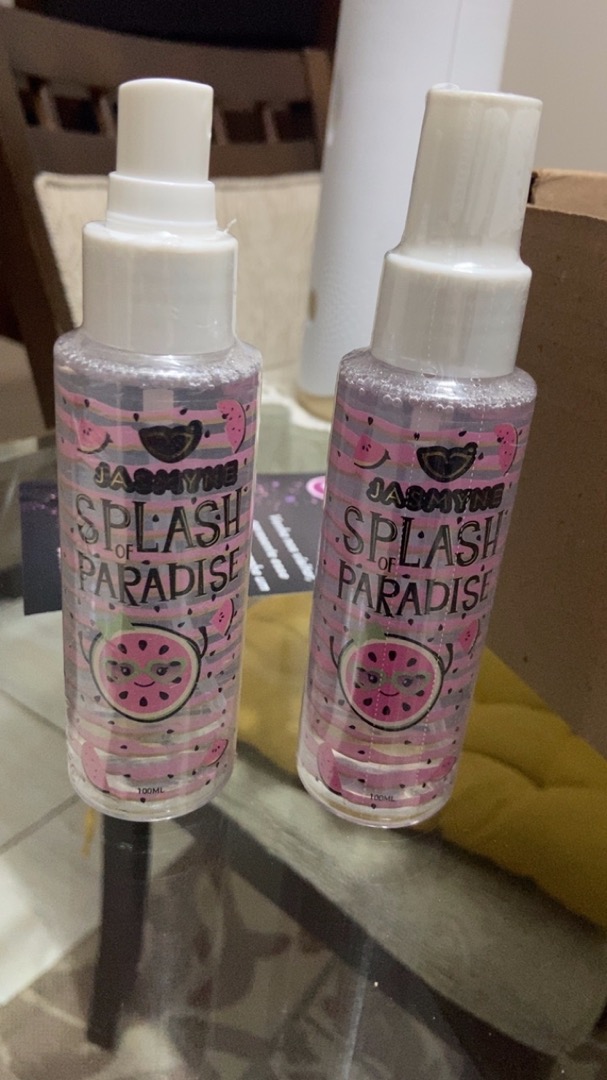 JASMYNE
SPLASH
OF
PARADISE
100ML
JASMYNE
SPLASH
OF
PARADISE
100ML